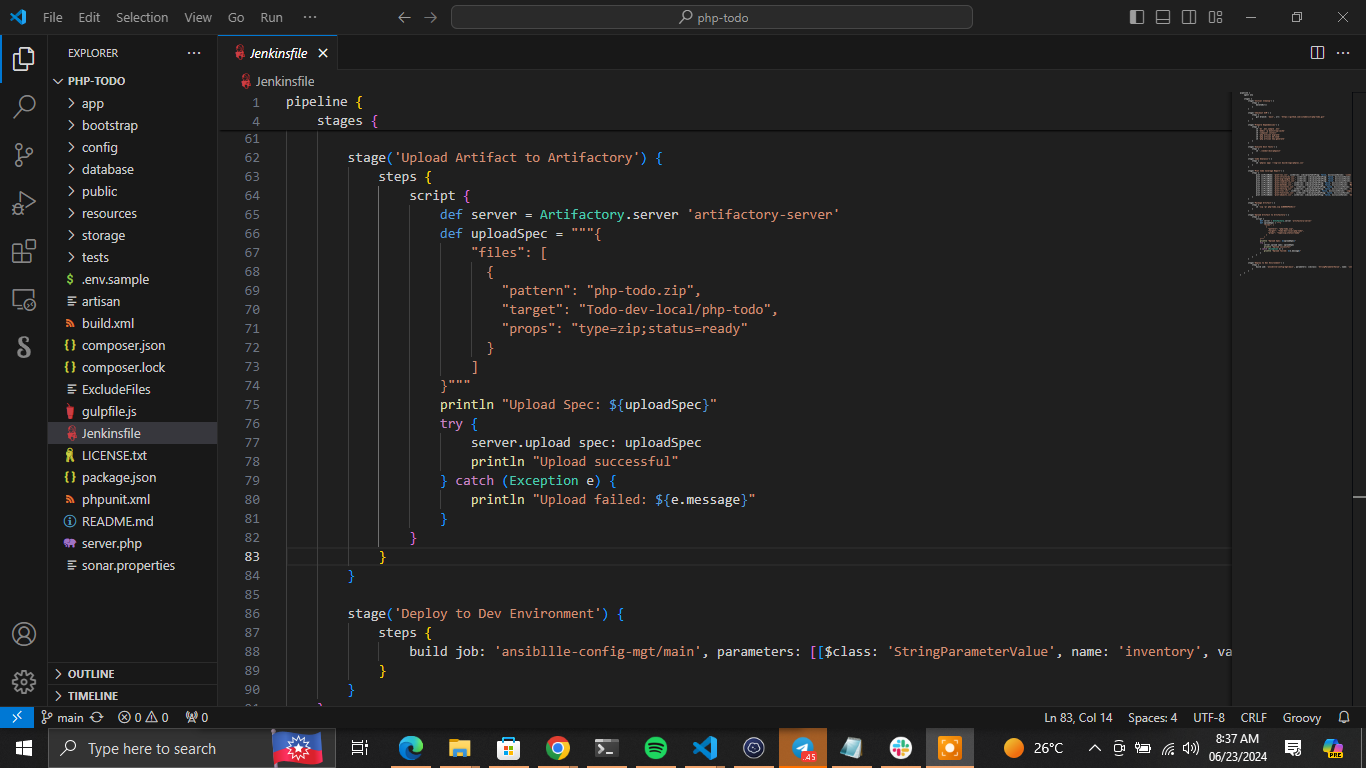 File Edit Selection View Go Run ··· php-todo
EXPLORER ···
PHP-TODO
app
bootstrap
config
database
public
resources
storage
tests
.env.sample
artisan
build.xml
composer.json
composer.lock
ExcludeFiles
gulpfile.js
Jenkinsfile
LICENSE.txt
package.json
phpunit.xml
README.md
server.php
sonar.properties
OUTLINE
TIMELINE
Jenkinsfile
Jenkinsfile
1 pipeline {
4 stages {
61
62 stage('Upload Artifact to Artifactory') {
63 steps {
64 script {
65 def server = Artifactory.server 'artifactory-server'
66 def uploadSpec = """{
67 "files": [
68 {
69 "pattern": "php-todo.zip",
70 "target": "Todo-dev-local/php-todo",
71 "props": "type=zip;status=ready"
72 }
73 ]
74 }"""
75 println "Upload Spec: ${uploadSpec}"
76 try {
77 server.upload spec: uploadSpec
78 println "Upload successful"
79 } catch (Exception e) {
80 println "Upload failed: ${e.message}"
81 }
82 }
83 }
84 }
85
86 stage('Deploy to Dev Environment') {
87 steps {
88 build job: 'ansibllle-config-mgt/main', parameters: [[$class: 'StringParameterValue', name: 'inventory', va
89 }
90 }
main 0 0 0 Ln 83, Col 14 Spaces: 4 UTF-8 CRLF Groovy
Type here to search
45
26°C
8:37 AM
06/23/2024
PRE